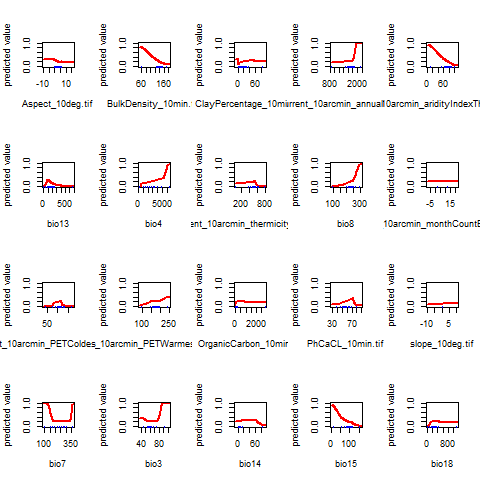 predicted value 0.0 1.0 -10 10 Aspect_10deg.tif
predicted value 0.0 1.0 60 160 BulkDensity_10min.
predicted value 0.0 1.0 0 60 ClayPercentage_10min
predicted value 0.0 1.0 800 2000 rrent_10arcmin_annual
predicted value 0.0 1.0 0 60 10arcmin_aridityIndexTh
predicted value 0.0 1.0 0 500 bio13
predicted value 0.0 1.0 0 5000 bio4
predicted value 0.0 1.0 200 800 ent_10arcmin_thermicity
predicted value 0.0 1.0 100 300 bio8
predicted value 0.0 1.0 -5 15 10arcmin_monthCountB
predicted value 0.0 1.0 50 t_10arcmin_PETColdes
predicted value 0.0 1.0 100 250 _10arcmin_PETWarmes
predicted value 0.0 1.0 0 2000 OrganicCarbon_10min
predicted value 0.0 1.0 30 70 PhCaCL_10min.tif
predicted value 0.0 1.0 -10 5 slope_10deg.tif
predicted value 0.0 1.0 100 350 bio7
predicted value 0.0 1.0 40 80 bio3
predicted value 0.0 1.0 0 60 bio14
predicted value 0.0 1.0 0 100 bio15
predicted value 0.0 1.0 0 800 bio18